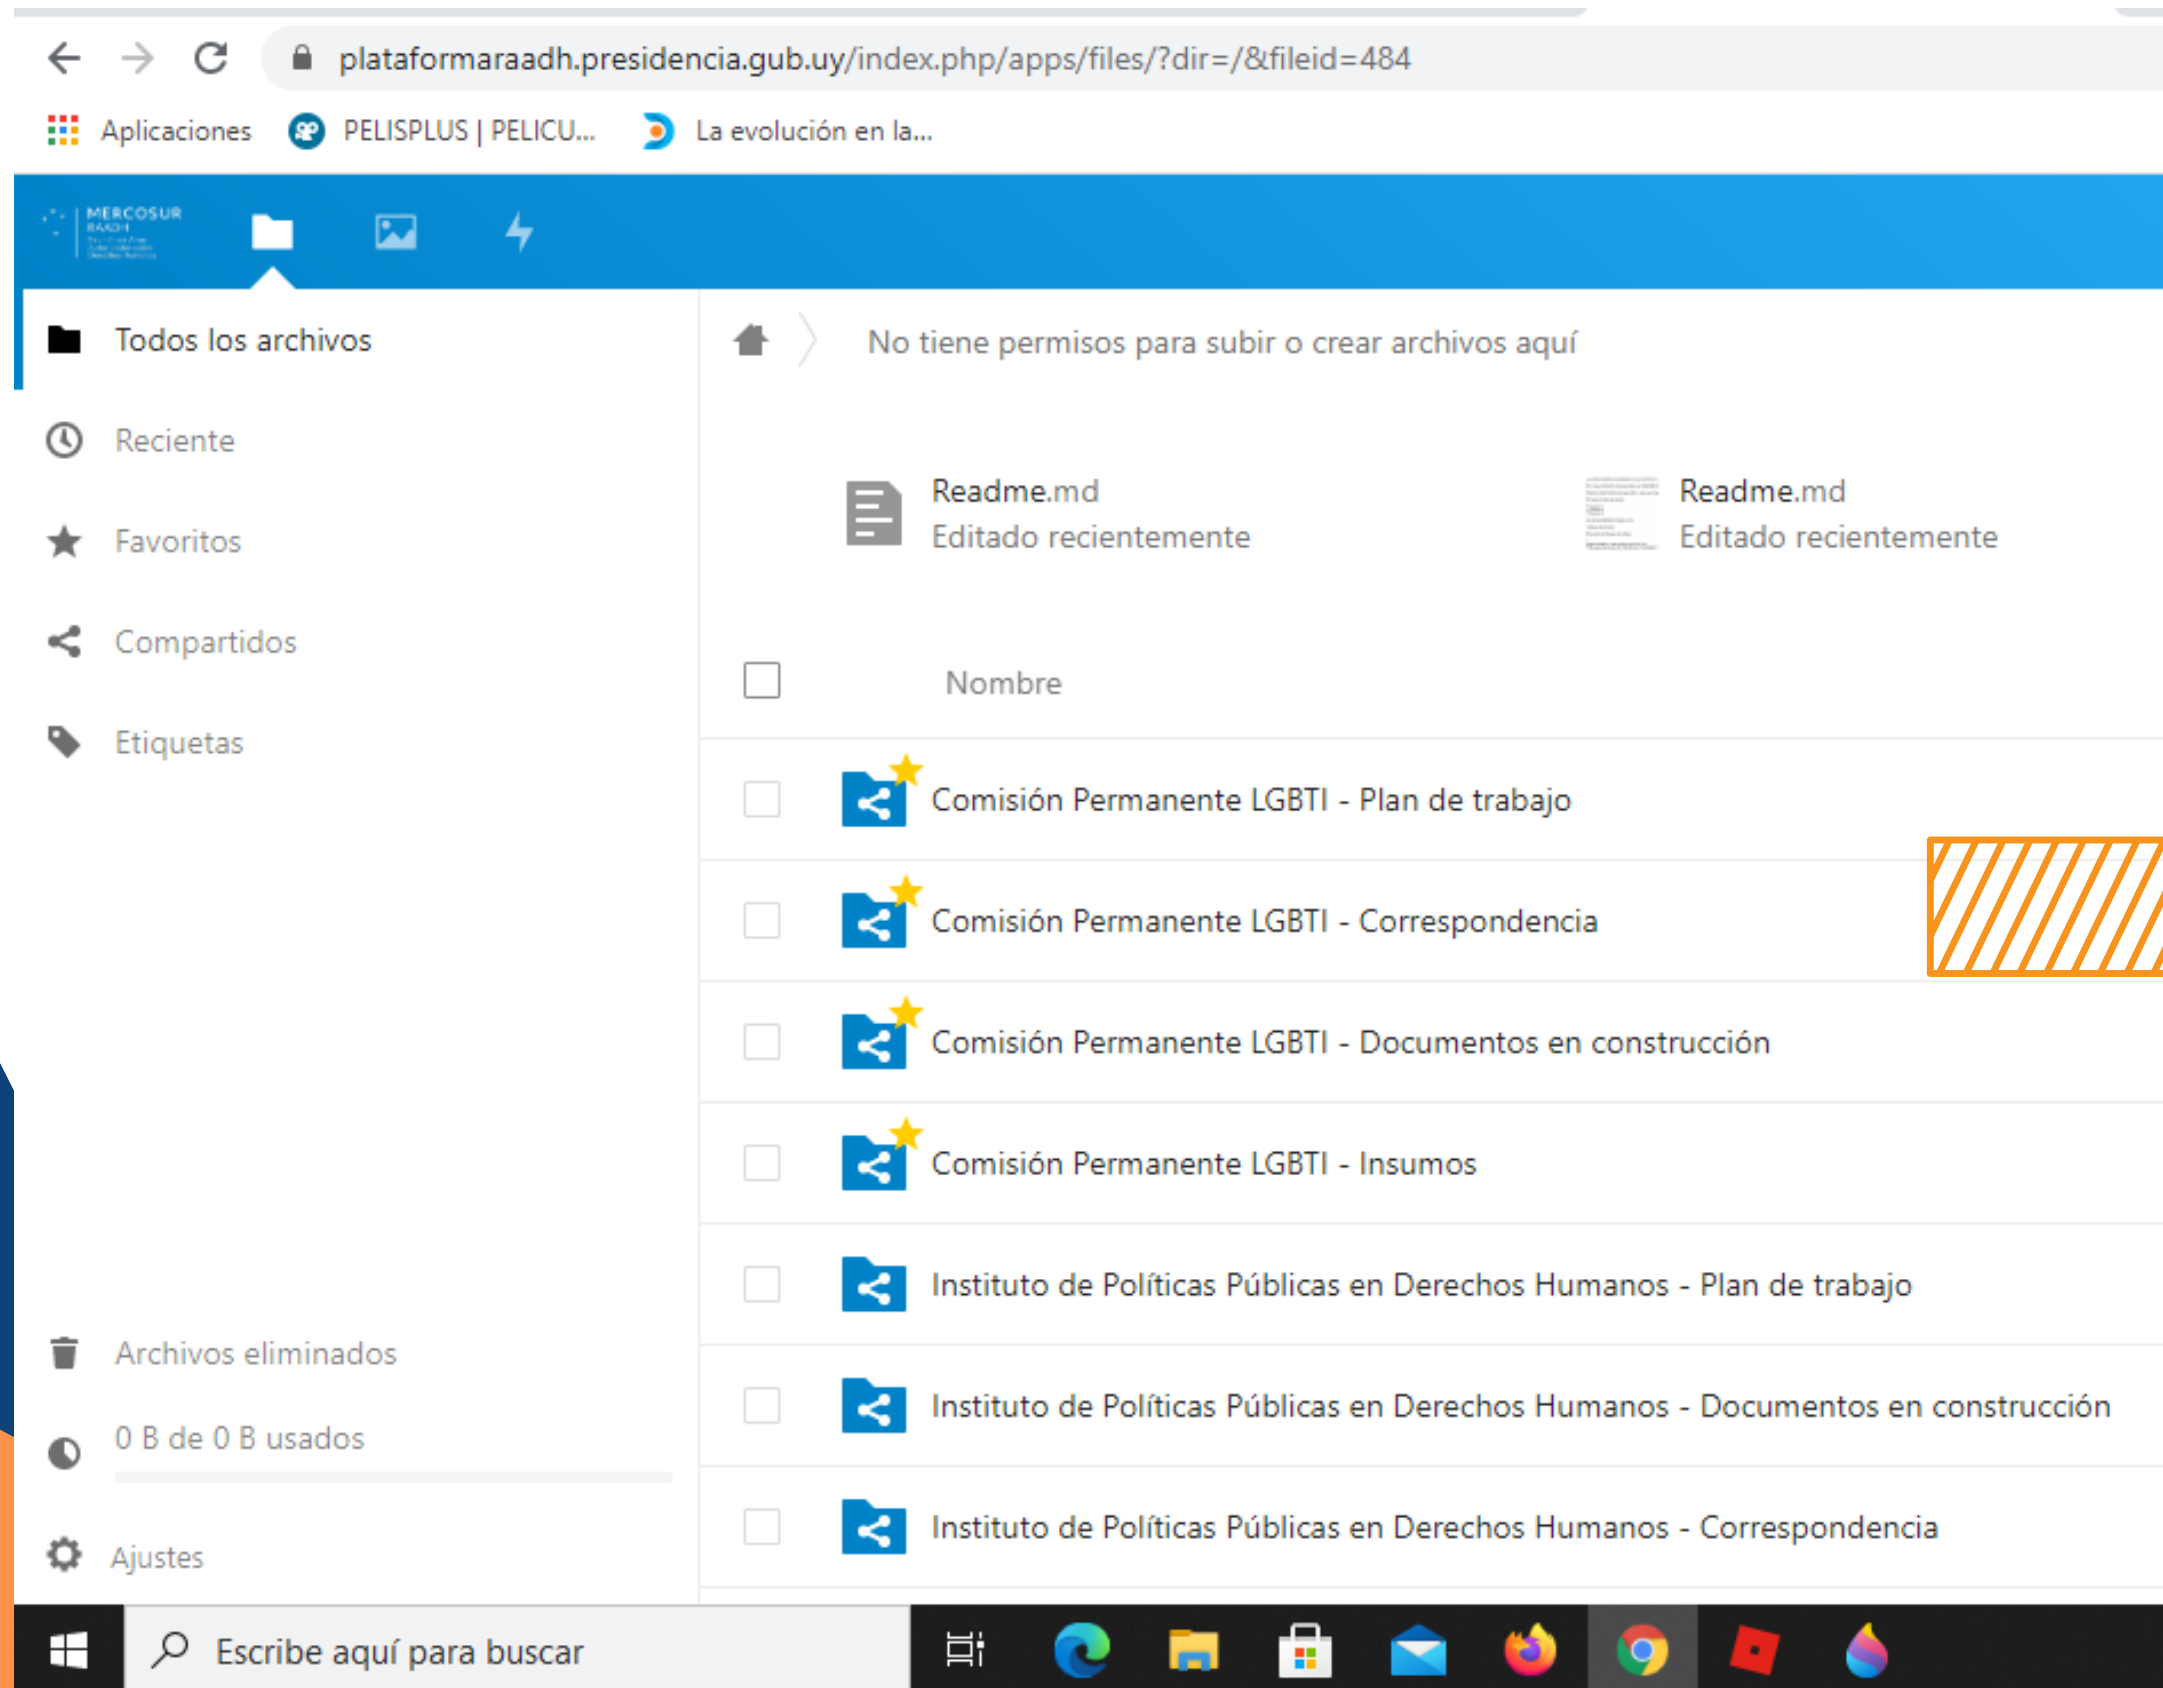 plataformaraadh.presidencia.gub.uy/index.php/apps/files/?dir=/&fileid=484
Aplicaciones
PELISPLUS | PELICU...
La evolución en la...
MERCOSUR
RAADH
Todos los archivos
No tiene permisos para subir o crear archivos aquí
Reciente
Readme.md
Editado recientemente
Readme.md
Editado recientemente
Favoritos
Compartidos
Nombre
Etiquetas
Comisión Permanente LGBTI - Plan de trabajo
Comisión Permanente LGBTI - Correspondencia
Comisión Permanente LGBTI - Documentos en construcción
Comisión Permanente LGBTI - Insumos
Instituto de Políticas Públicas en Derechos Humanos - Plan de trabajo
Archivos eliminados
Instituto de Políticas Públicas en Derechos Humanos - Documentos en construcción
0 B de 0 B usados
Instituto de Políticas Públicas en Derechos Humanos - Correspondencia
Ajustes
Escribe aquí para buscar